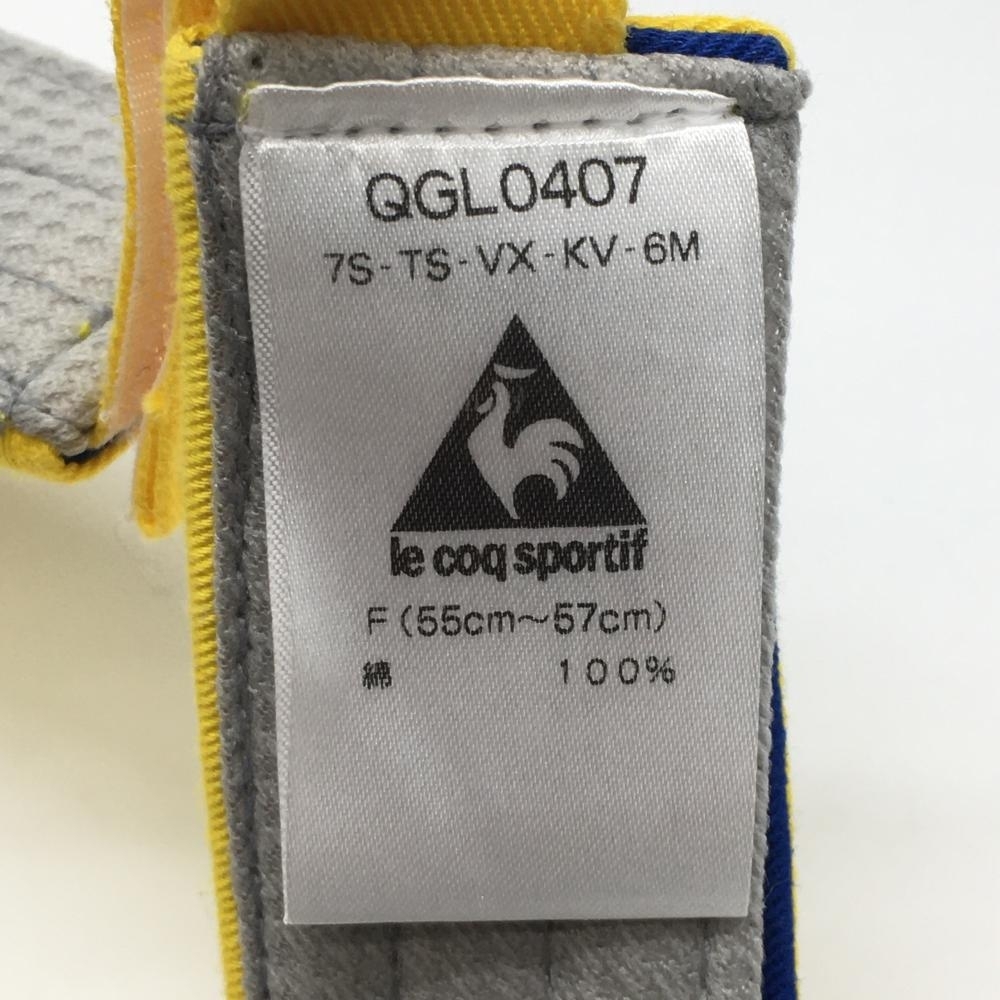 QGL0407
7S-TS-VX-KV-6M
le coq sportif
F(55cm～57cm)
綿 100%